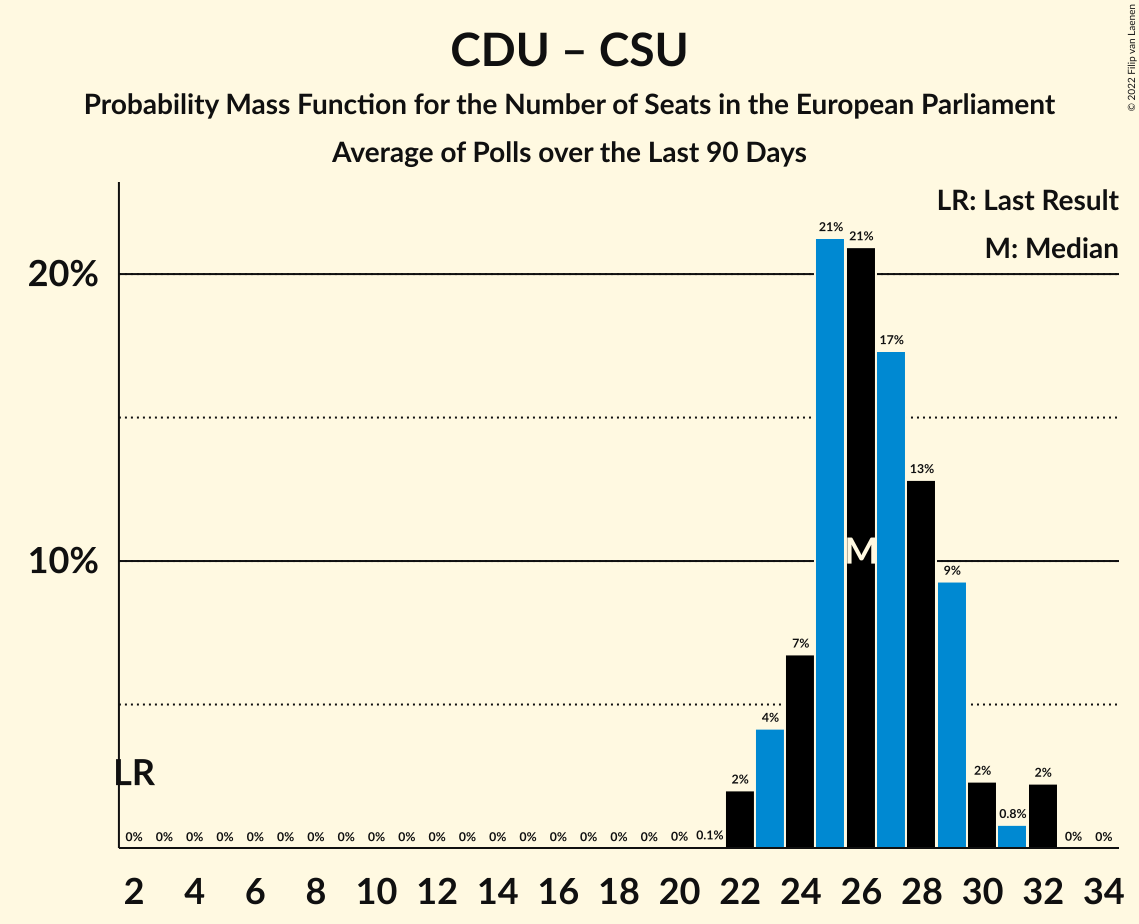 CDU – CSU
Probability Mass Function for the Number of Seats in the European Parliament
Average of Polls over the Last 90 Days
© 2022 Filip van Laenen
LR: Last Result
M: Median
20%
10%
21%
21%
17%
13%
9%
7%
4%
2%
2%
2%
0.8%
M
LR
0% 0% 0% 0% 0% 0% 0% 0% 0% 0% 0% 0% 0% 0% 0% 0% 0% 0% 0% 0.1% 0% 0%
2 4 6 8 10 12 14 16 18 20 22 24 26 28 30 32 34